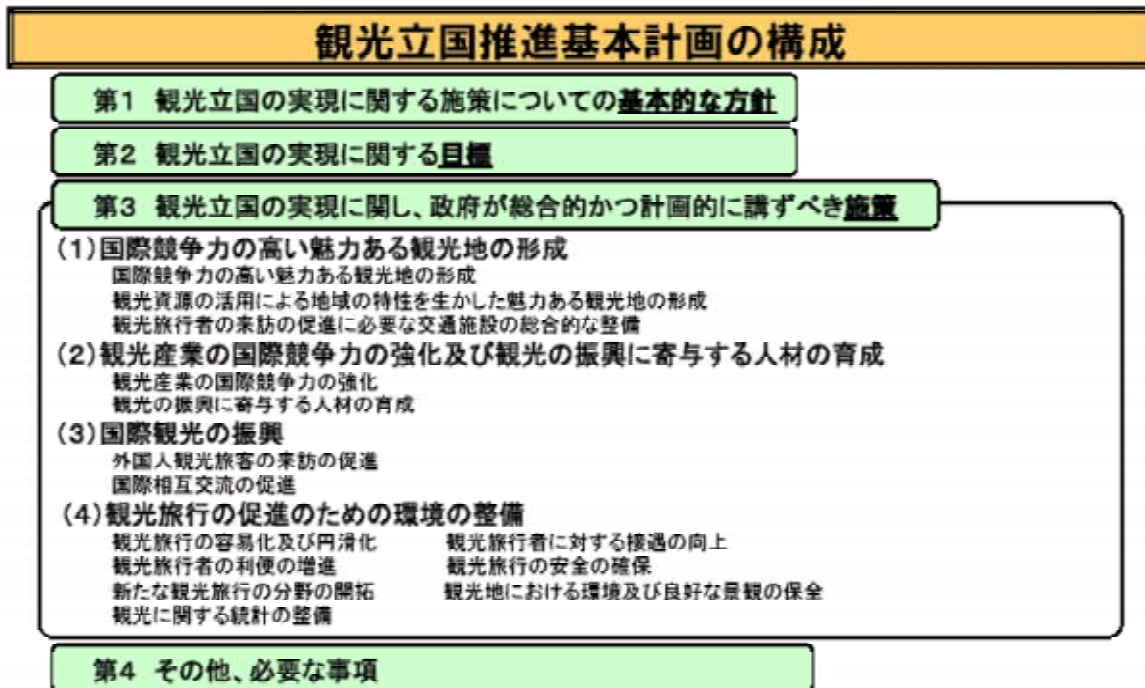 観光立国推進基本計画の構成
第1 観光立国の実現に関する施策についての基本的な方針
第2 観光立国の実現に関する目標
第3 観光立国の実現に関し、政府が総合的かつ計画的に講ずべき施策
(1)国際競争力の高い魅力ある観光地の形成
国際競争力の高い魅力ある観光地の形成
観光資源の活用による地域の特性を生かした魅力ある観光地の形成
観光旅行者の来訪の促進に必要な交通施設の総合的な整備
(2)観光産業の国際競争力の強化及び観光の振興に寄与する人材の育成
観光産業の国際競争力の強化
観光の振興に寄与する人材の育成
(3)国際観光の振興
外国人観光旅客の来訪の促進
国際相互交流の促進
(4)観光旅行の促進のための環境の整備
観光旅行の容易化及び円滑化 観光旅行者に対する接遇の向上
観光旅行者の利便の増進 観光旅行の安全の確保
新たな観光旅行の分野の開拓 観光地における環境及び良好な景観の保全
観光に関する統計の整備
第4 その他、必要な事項